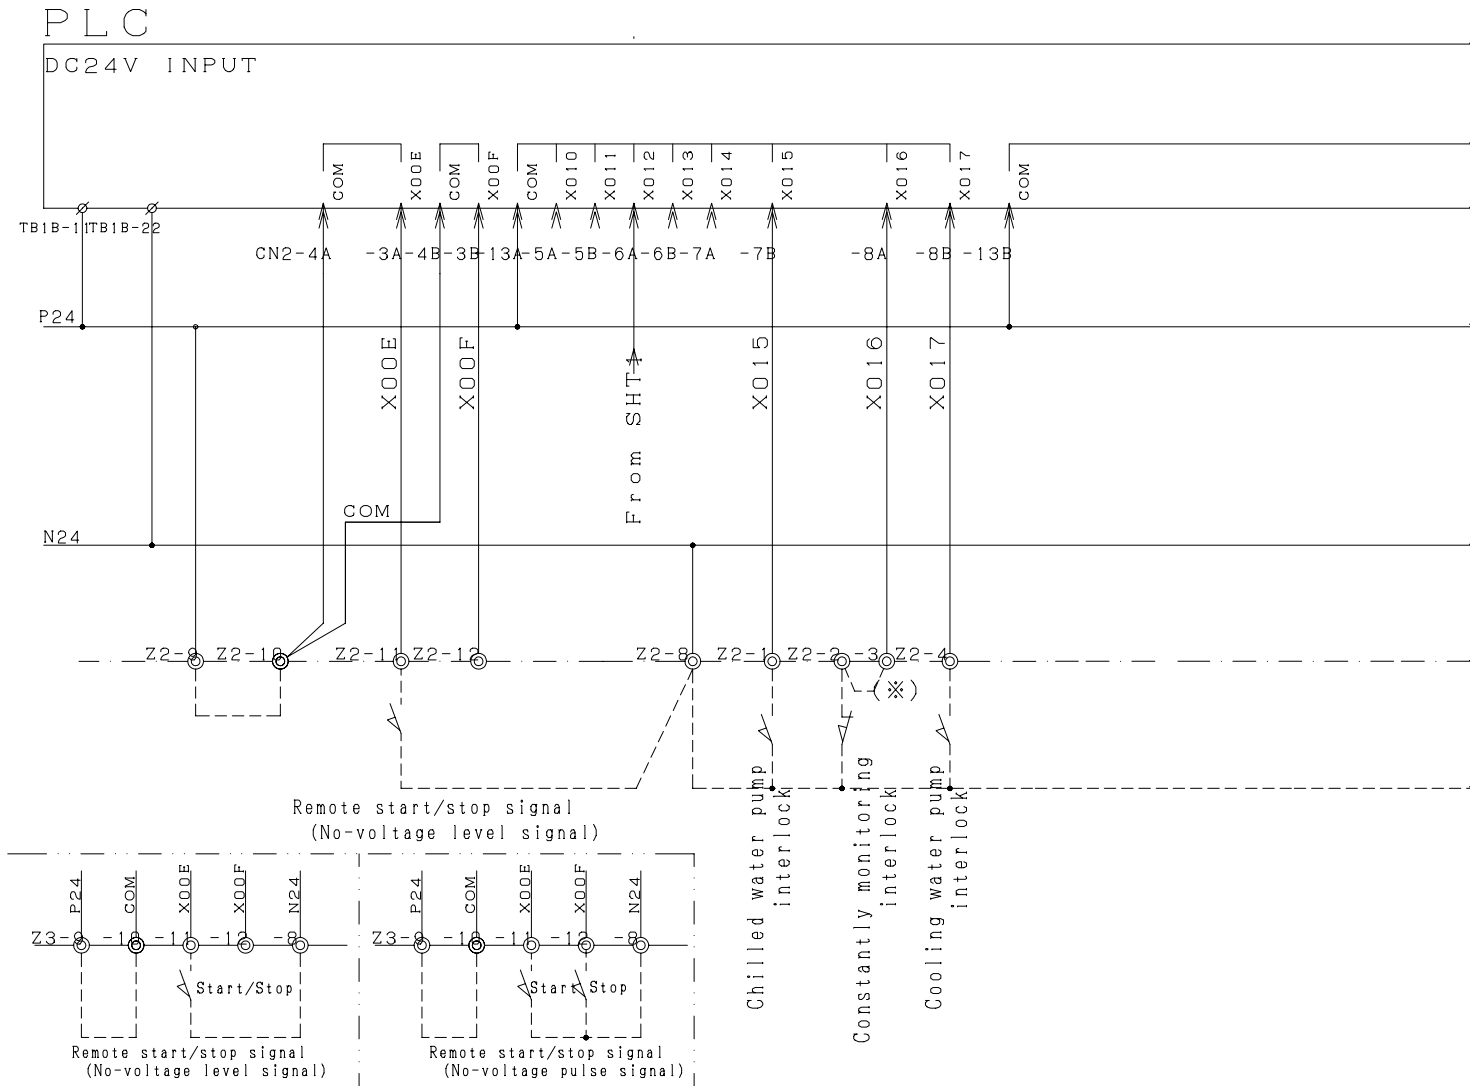 PLC
DC24V INPUT
COM
X00E
COM
X00F
COM
X010
X011
X012
X013
X014
X015
X016
X017
COM
TB1B-11
TB1B-22
CN2-4A
-3A
-4B
-3B
-13A
-5A
-5B
-6A
-6B
-7A
-7B
-8A
-8B
-13B
P24
X00E
X00F
From SHT1
X015
X016
X017
COM
N24
Z2-9
Z2-10
Z2-11
Z2-12
Z2-8
Z2-1
Z2-2
-3
Z2-4
(※)
Remote start/stop signal
(No-voltage level signal)
Chilled water pump
interlock
Constantly monitoring
interlock
Cooling water pump
interlock
P24
COM
X00E
X00F
N24
Z3-9
-10
-11
-12
-8
Start/Stop
Remote start/stop signal
(No-voltage level signal)
P24
COM
X00E
X00F
N24
Z3-9
-10
-11
-12
-8
Start
Stop
Remote start/stop signal
(No-voltage pulse signal)